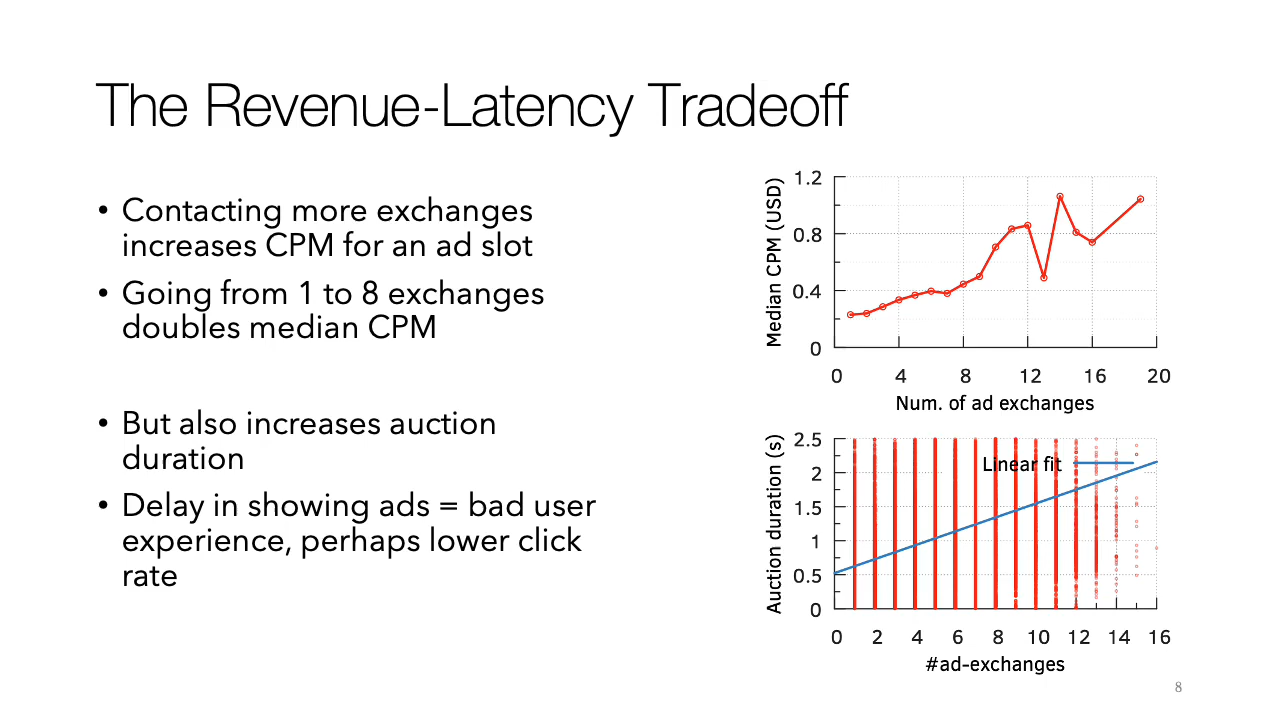 The Revenue-Latency Tradeoff
• Contacting more exchanges
increases CPM for an ad slot
• Going from 1 to 8 exchanges
doubles median CPM
• But also increases auction
duration
• Delay in showing ads = bad user
experience, perhaps lower click
rate
Median CPM (USD)
1.2
0.8
0.4
0
0 4 8 12 16 20
Num. of ad exchanges
Auction duration (s)
2.5
2
1.5
1
0.5
0
Linear fit
0 2 4 6 8 10 12 14 16
#ad-exchanges
8